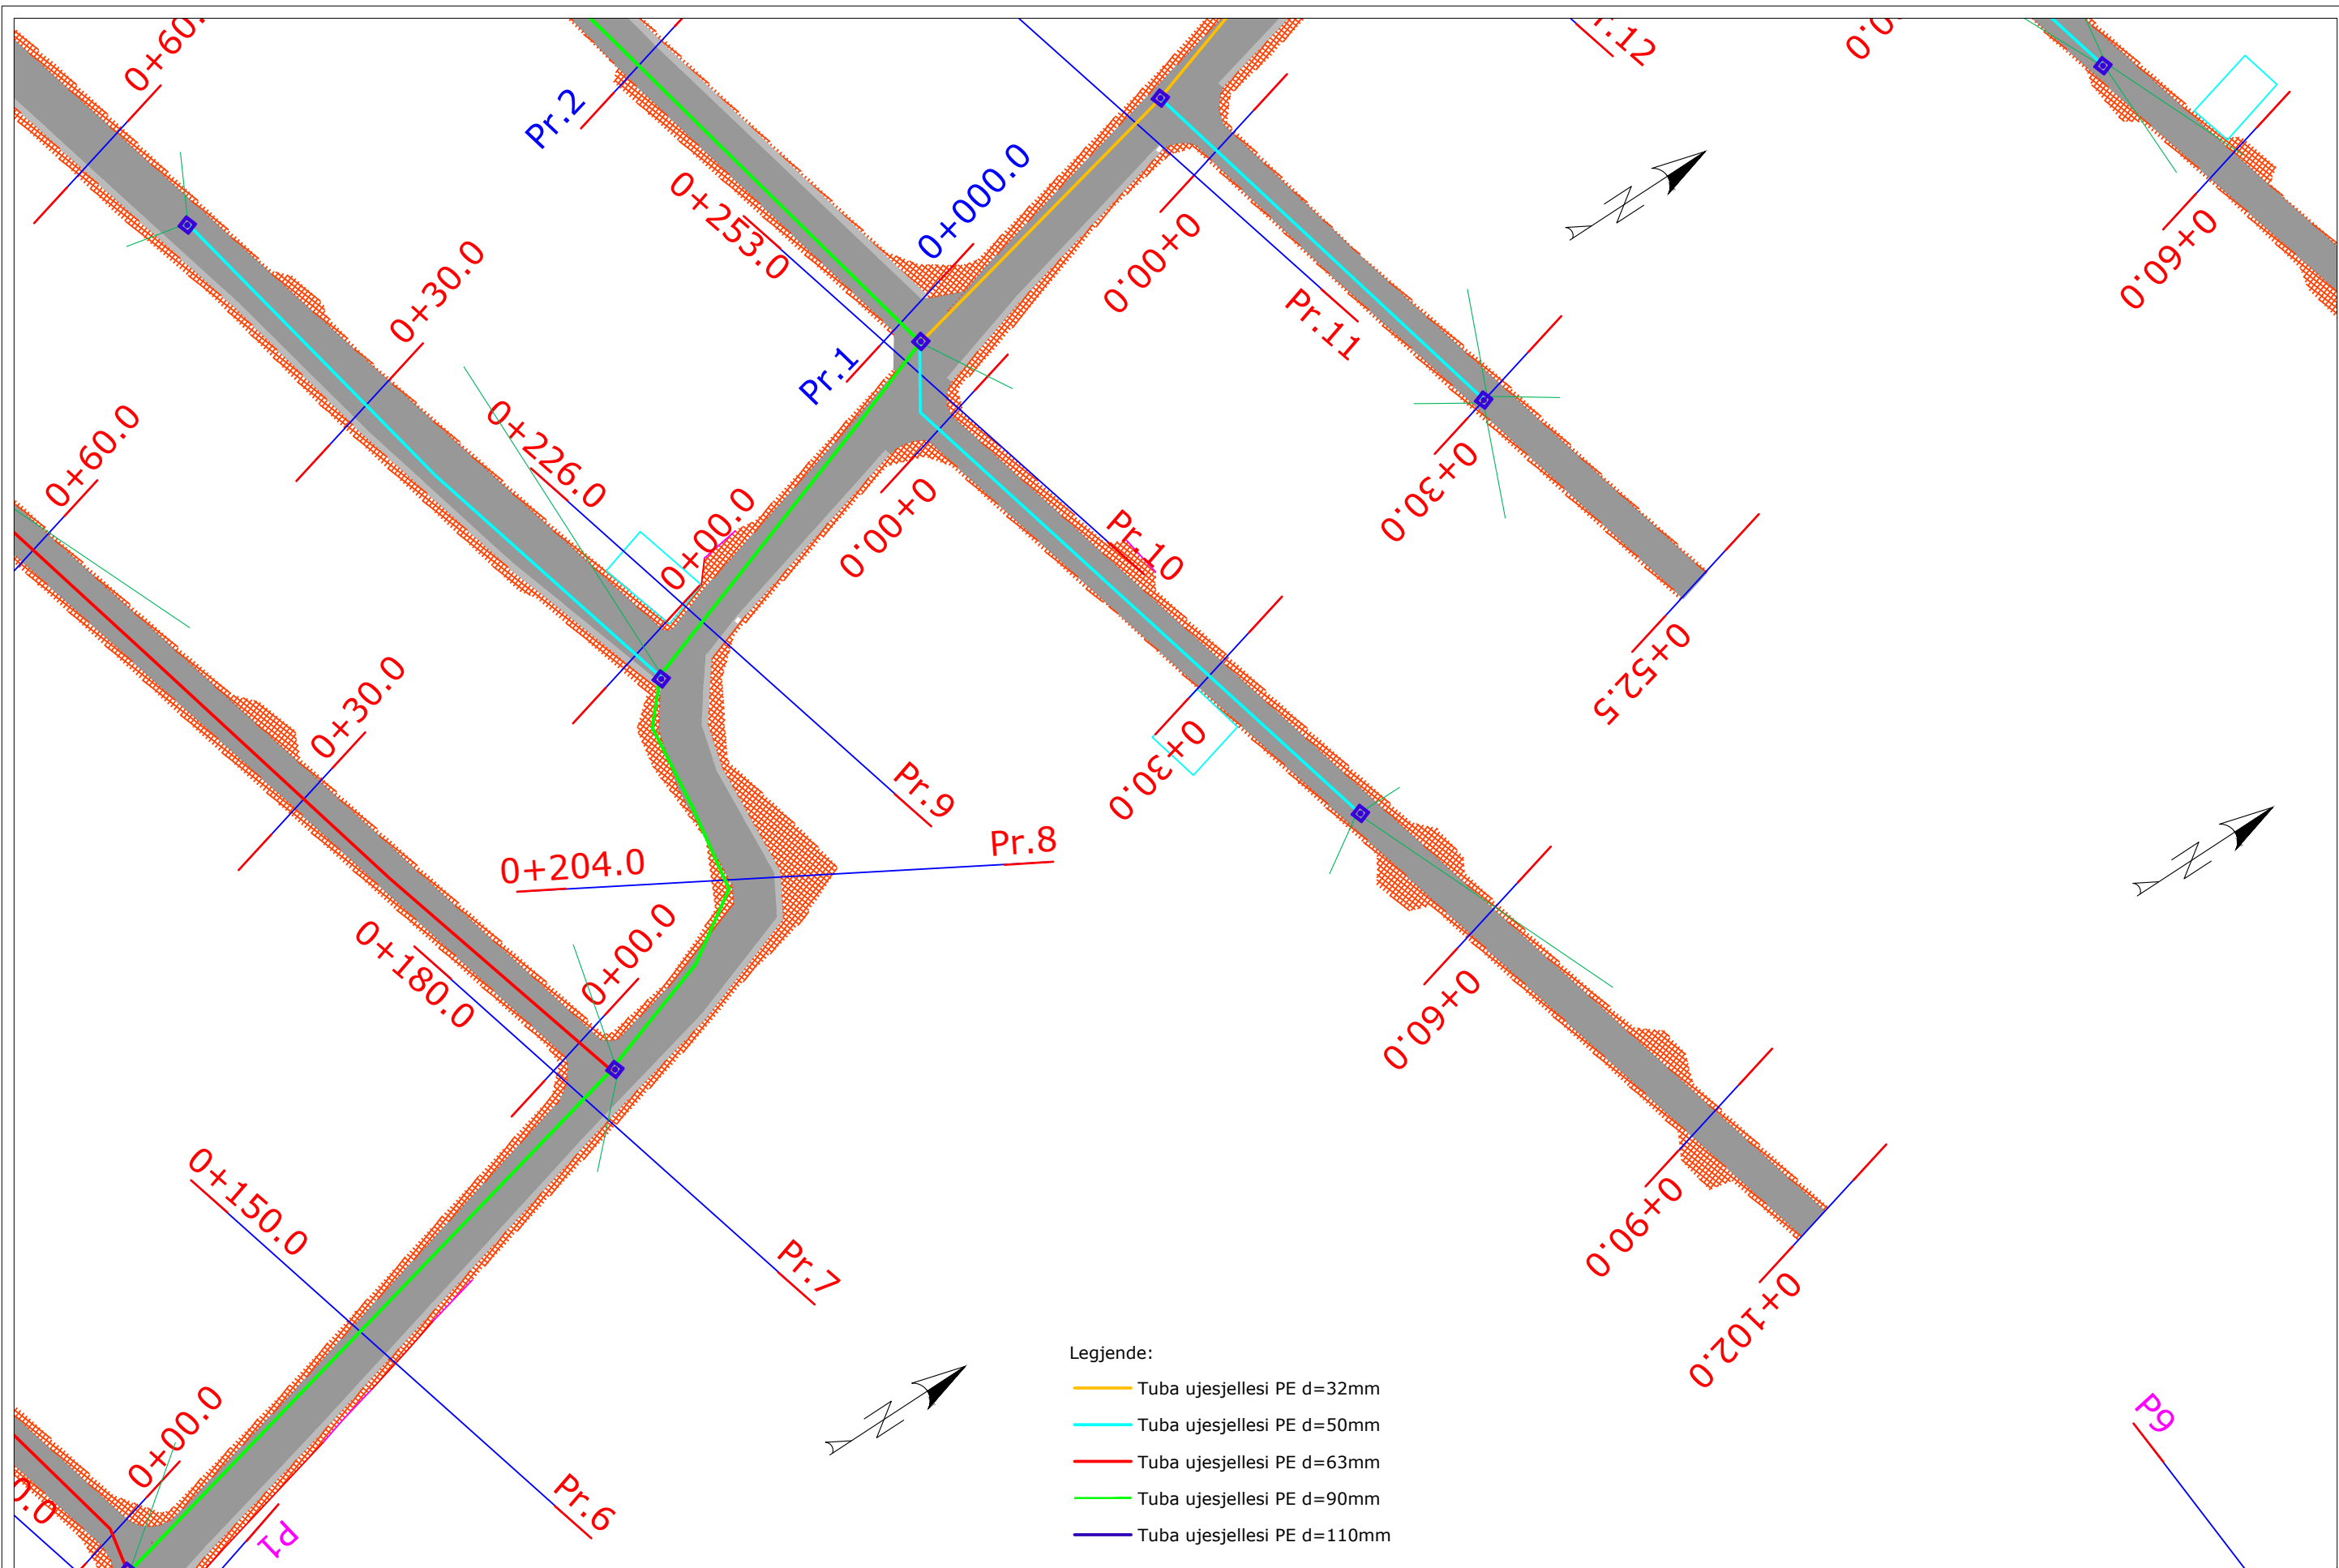 0+60.
Pr.2
0+253.0
0+000.0
Pr.1
0+00.0
Pr.11
.12
0.0
0+60.0
0+30.0
0+226.0
0+00.0
0+00.0
Pr.10
0+30.0
0+52.5
0+60.0
0+30.0
0+30.0
Pr.9
0+204.0
Pr.8
0+180.0
0+00.0
0+60.0
0+90.0
0+102.0
0+150.0
Pr.7
0+00.0
Pr.6
0.0
P1
P9
N
N
N
Legjende:
Tuba ujesjellesi PE d=32mm
Tuba ujesjellesi PE d=50mm
Tuba ujesjellesi PE d=63mm
Tuba ujesjellesi PE d=90mm
Tuba ujesjellesi PE d=110mm